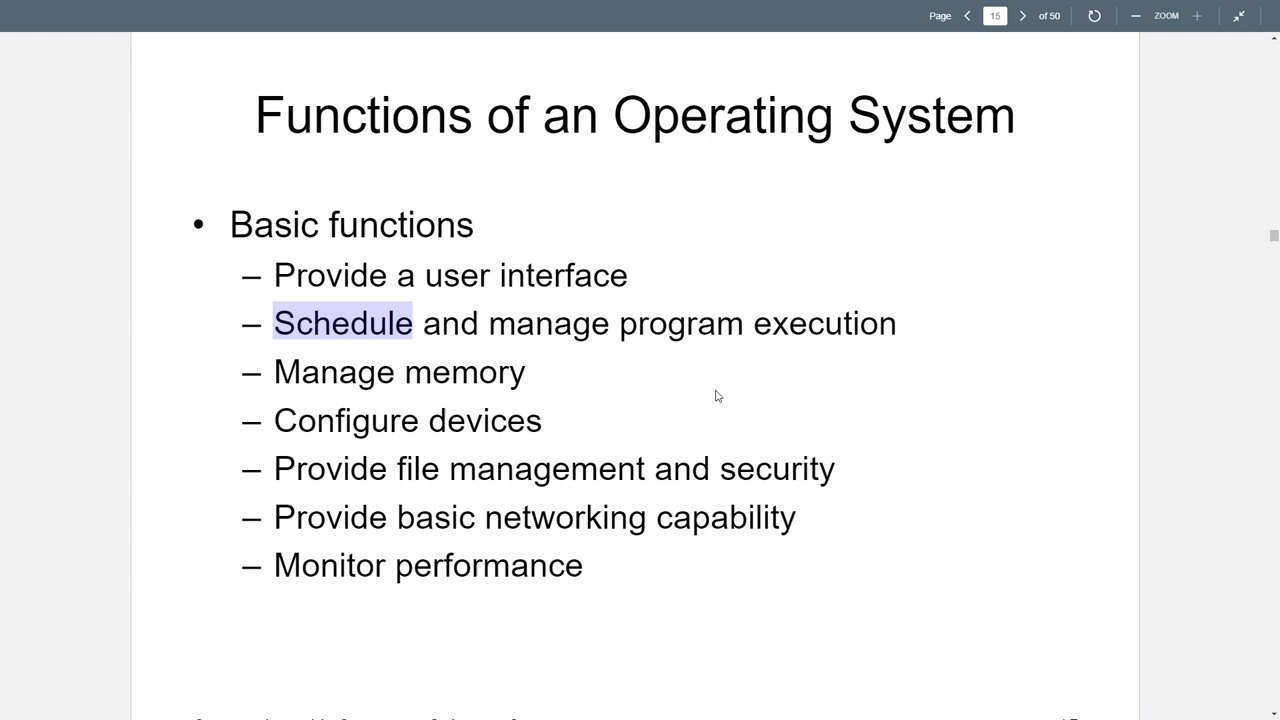 Page 15 of 50 ZOOM
Functions of an Operating System
• Basic functions
– Provide a user interface
– Schedule and manage program execution
– Manage memory
– Configure devices
– Provide file management and security
– Provide basic networking capability
– Monitor performance